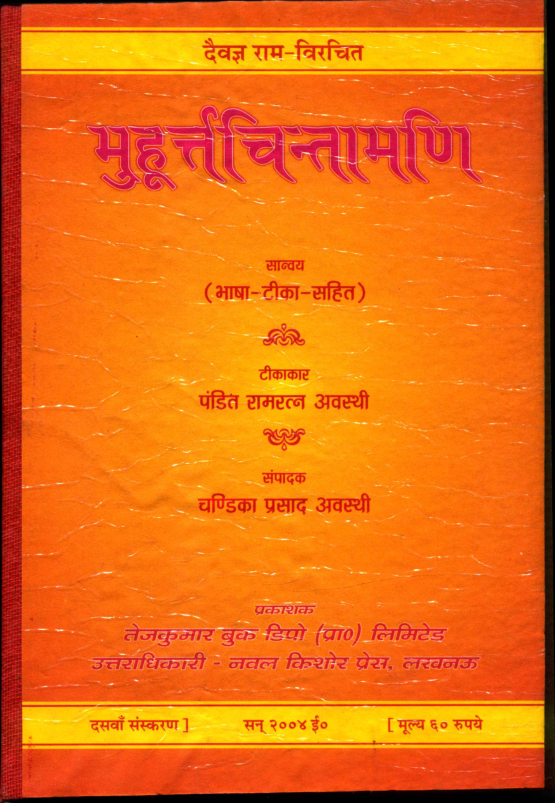 दैवज्ञ राम-विरचित
मुहूर्त्तचिन्तामणि
सान्वय
(भाषा-टीका-सहित)
टीकाकार
पंडित रामरत्न अवस्थी
संपादक
चण्डिका प्रसाद अवस्थी
प्रकाशक
तेजकुमार बुक डिपो (प्रा०) लिमिटेड
उत्तराधिकारी - नवल किशोर प्रेस, लखनऊ
दसवाँ संस्करण ] सन् २००४ ई० [ मूल्य ६० रुपये